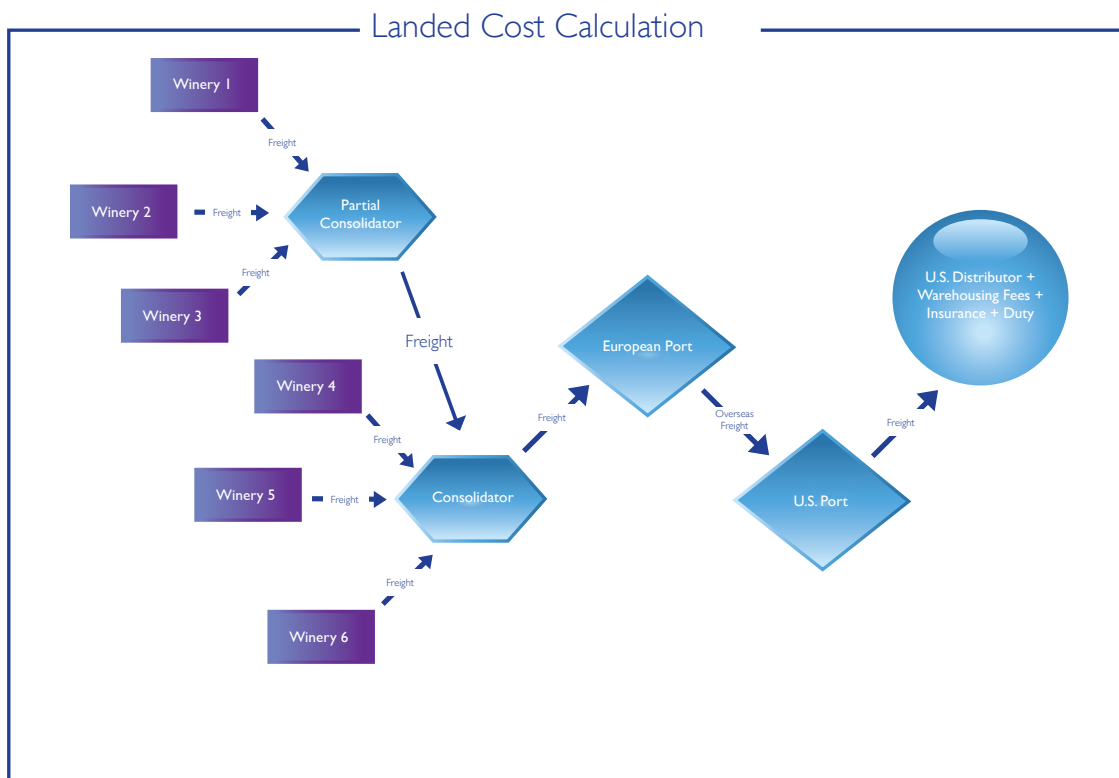 Landed Cost Calculation
Winery 1
Freight
Winery 2
Freight
Partial
Consolidator
Freight
Winery 3
U.S. Distributor +
Warehousing Fees +
Insurance + Duty
Freight
European Port
Winery 4
Freight
Freight
Overseas
Freight
Freight
Winery 5
Freight
Consolidator
U.S. Port
Freight
Winery 6